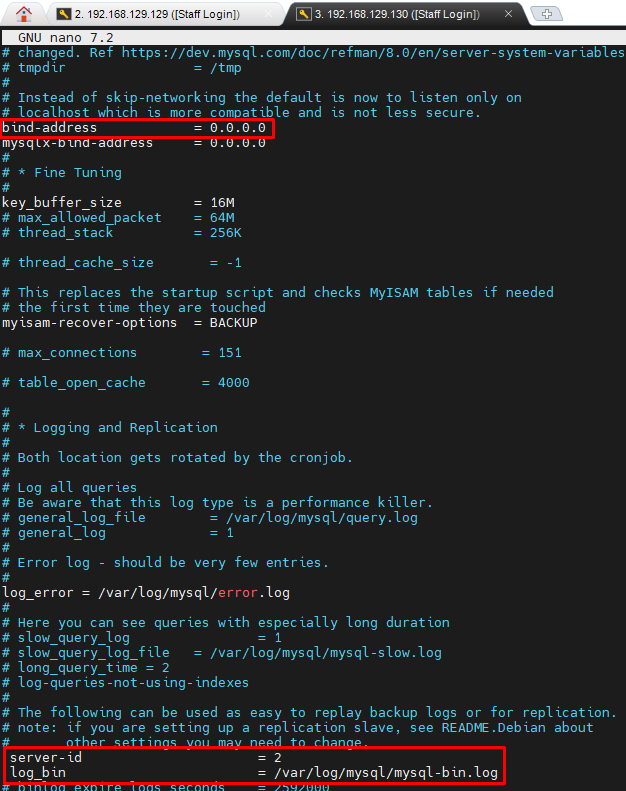 2. 192.168.129.129 ([Staff Login])
3. 192.168.129.130 ([Staff Login])
GNU nano 7.2
# changed. Ref https://dev.mysql.com/doc/refman/8.0/en/server-system-variables
# tmpdir                = /tmp
#
# Instead of skip-networking the default is now to listen only on
# localhost which is more compatible and is not less secure.
bind-address            = 0.0.0.0
mysqlx-bind-address     = 0.0.0.0
#
# * Fine Tuning
#
key_buffer_size         = 16M
# max_allowed_packet    = 64M
# thread_stack          = 256K
# thread_cache_size       = -1
# This replaces the startup script and checks MyISAM tables if needed
# the first time they are touched
myisam-recover-options  = BACKUP
# max_connections        = 151
# table_open_cache       = 4000
#
# * Logging and Replication
#
# Both location gets rotated by the cronjob.
#
# Log all queries
# Be aware that this log type is a performance killer.
# general_log_file        = /var/log/mysql/query.log
# general_log             = 1
#
# Error log - should be very few entries.
#
log_error = /var/log/mysql/error.log
#
# Here you can see queries with especially long duration
# slow_query_log                = 1
# slow_query_log_file   = /var/log/mysql/mysql-slow.log
# long_query_time = 2
# log-queries-not-using-indexes
#
# The following can be used as easy to replay backup logs or for replication.
# note: if you are setting up a replication slave, see README.Debian about
#       other settings you may need to change.
server-id                      = 2
log_bin                        = /var/log/mysql/mysql-bin.log
# binlog_expire_logs_seconds    = 2592000